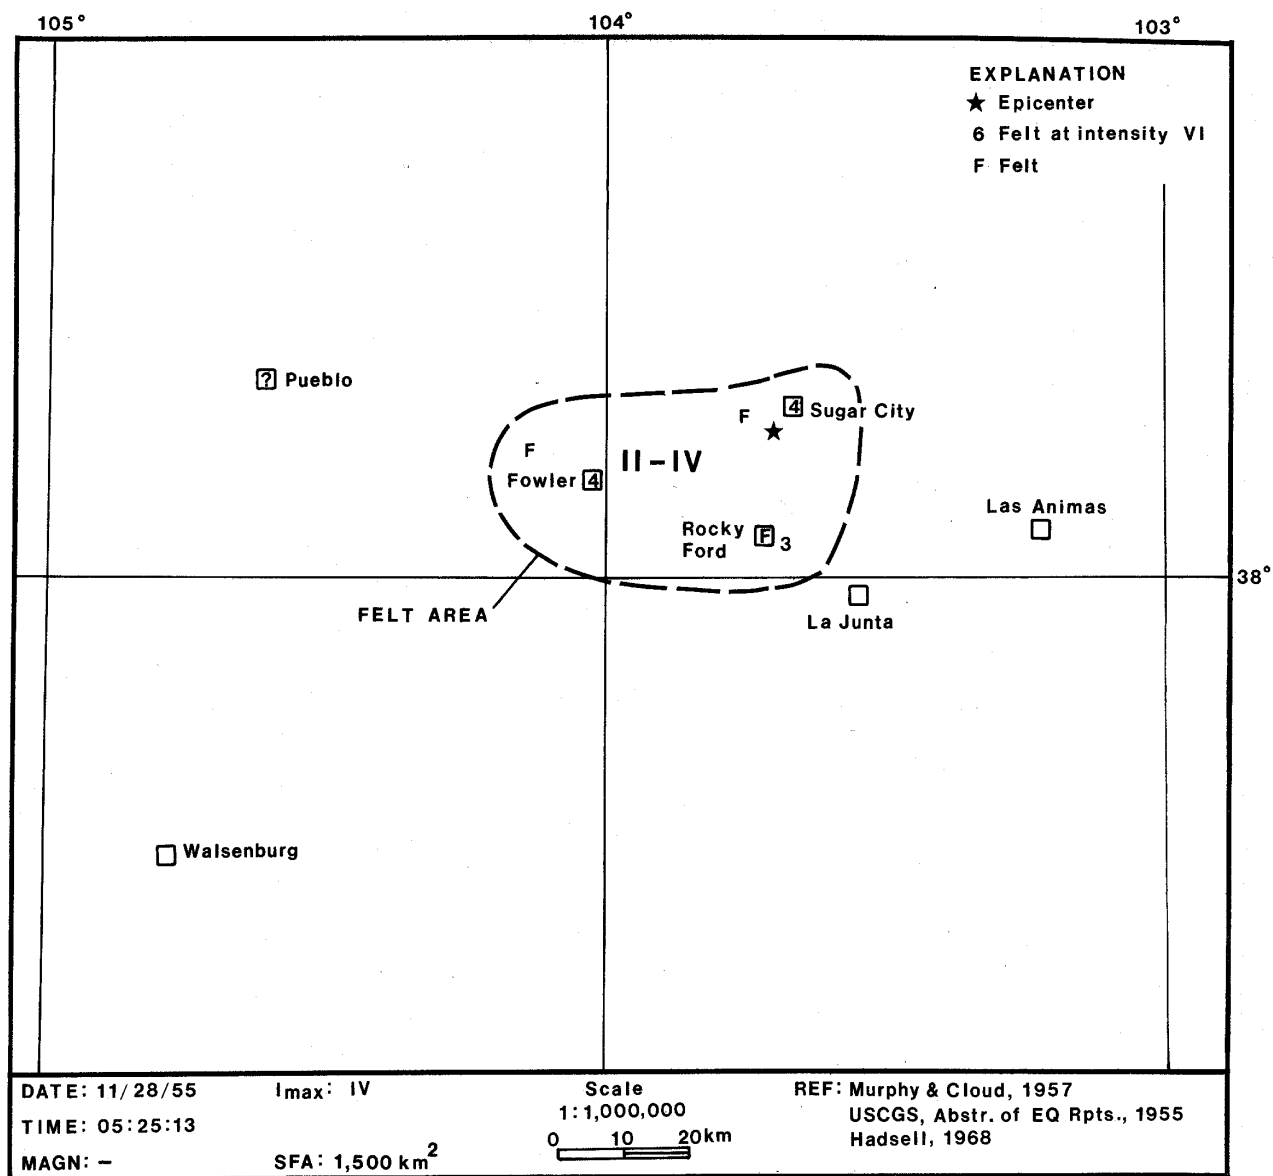 105° 104° 103°
EXPLANATION
★ Epicenter
6 Felt at intensity VI
F Felt
? Pueblo
F 4 Sugar City
F
II–IV
Fowler 4
Las Animas
Rocky F 3
Ford
38°
FELT AREA
La Junta
Walsenburg
DATE: 11/28/55 Imax: IV Scale REF: Murphy & Cloud, 1957
1:1,000,000 USCGS, Abstr. of EQ Rpts., 1955
TIME: 05:25:13 0 10 20km Hadsell, 1968
MAGN: – SFA: 1,500 km²